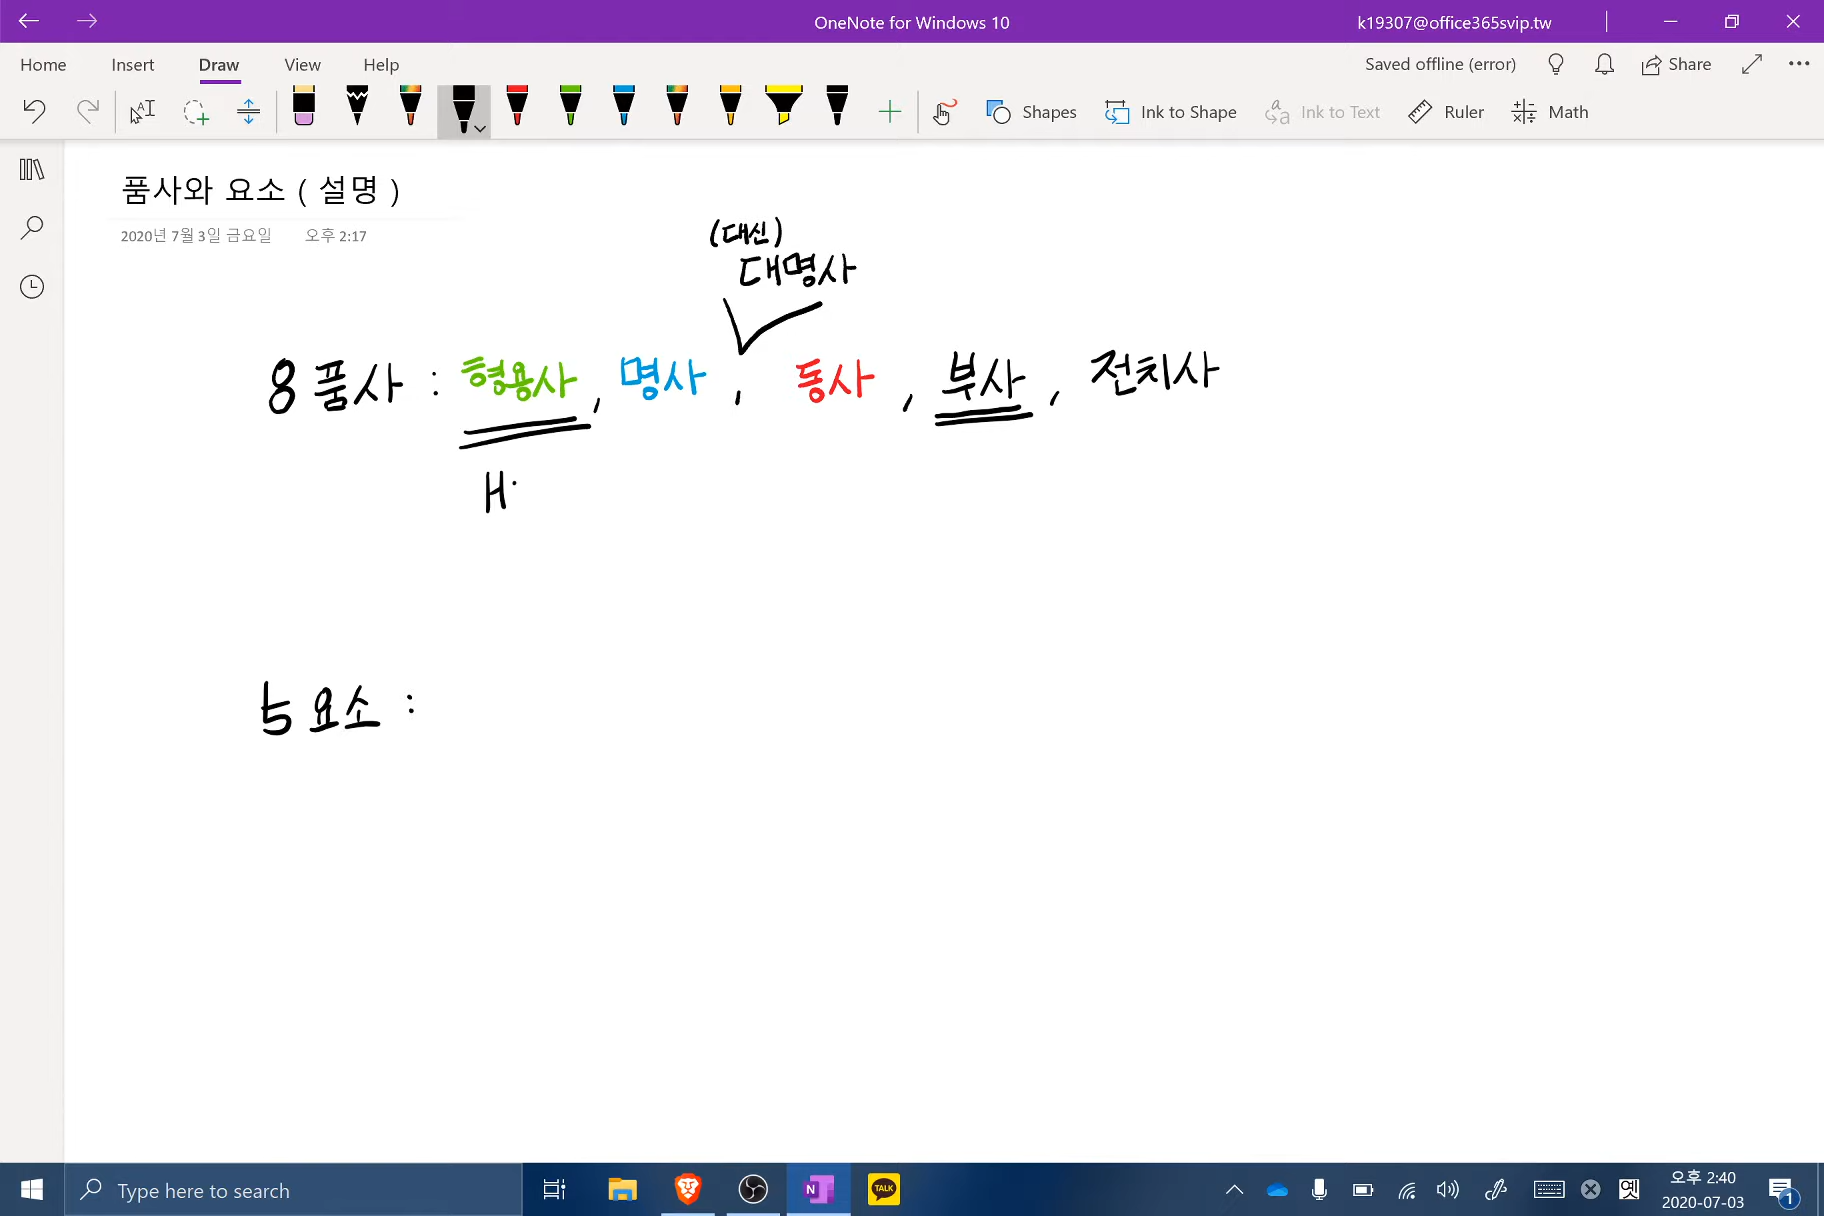 OneNote for Windows 10
k19307@office365svip.tw
Home Insert Draw View Help
Saved offline (error) Share
Shapes Ink to Shape Ink to Text Ruler Math
품사와 요소 ( 설명 )
2020년 7월 3일 금요일 오후 2:17
(대신)
대명사
8 품사 : 형용사, 명사, 동사, 부사, 전치사
5 요소 :
Type here to search
N
TALK
오후 2:40
2020-07-03
1